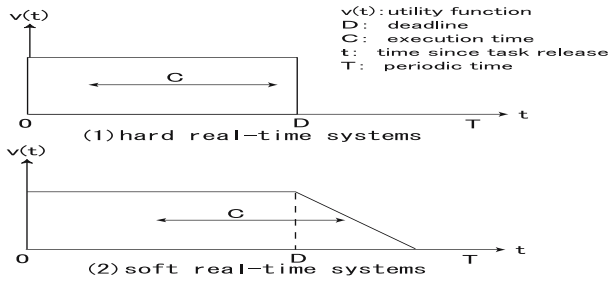 v(t)
v(t): utility function
D: deadline
C: execution time
t: time since task release
T: periodic time
C
0
D
T
t
(1) hard real-time systems
v(t)
C
0
D
T
t
(2) soft real-time systems